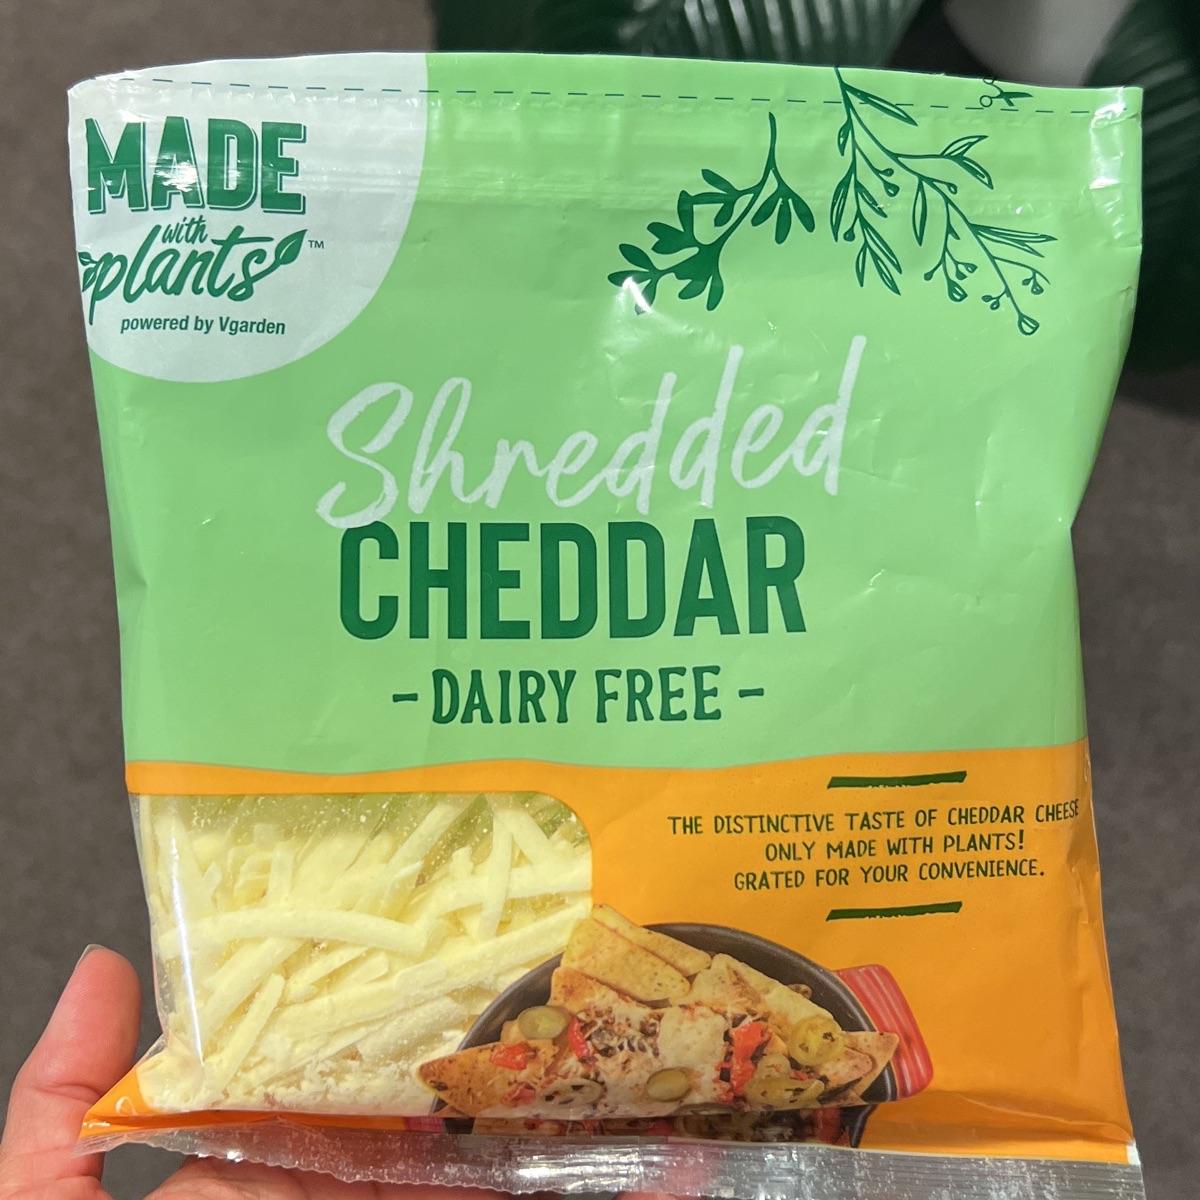 MADE
with
plants™
powered by Vgarden
Shredded
CHEDDAR
- DAIRY FREE -
THE DISTINCTIVE TASTE OF CHEDDAR CHEESE
ONLY MADE WITH PLANTS!
GRATED FOR YOUR CONVENIENCE.